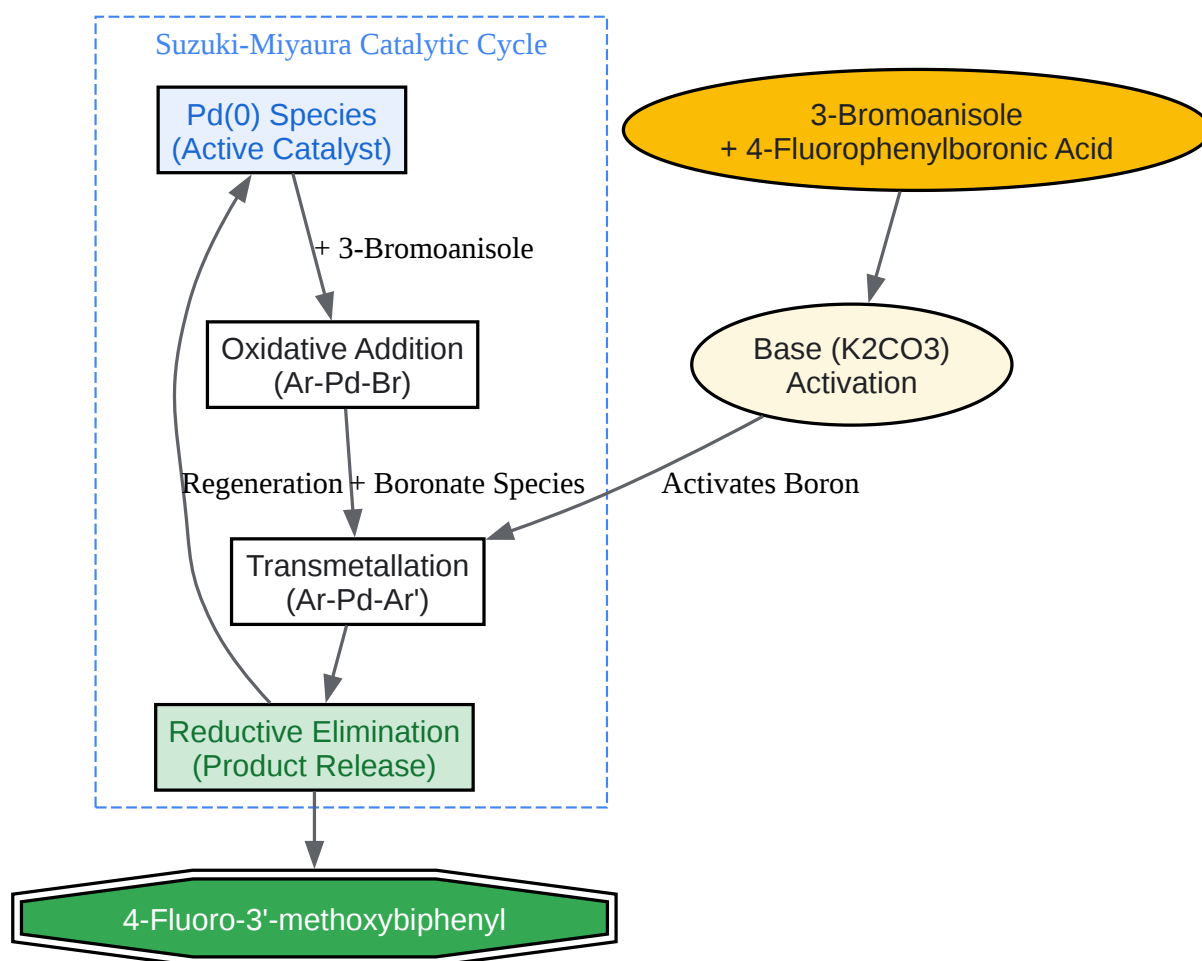 Suzuki-Miyaura Catalytic Cycle
Pd(0) Species
(Active Catalyst)
3-Bromoanisole
+ 4-Fluorophenylboronic Acid
+ 3-Bromoanisole
Oxidative Addition
(Ar-Pd-Br)
Base (K2CO3)
Activation
Regeneration
+ Boronate Species
Activates Boron
Transmetallation
(Ar-Pd-Ar')
Reductive Elimination
(Product Release)
4-Fluoro-3'-methoxybiphenyl